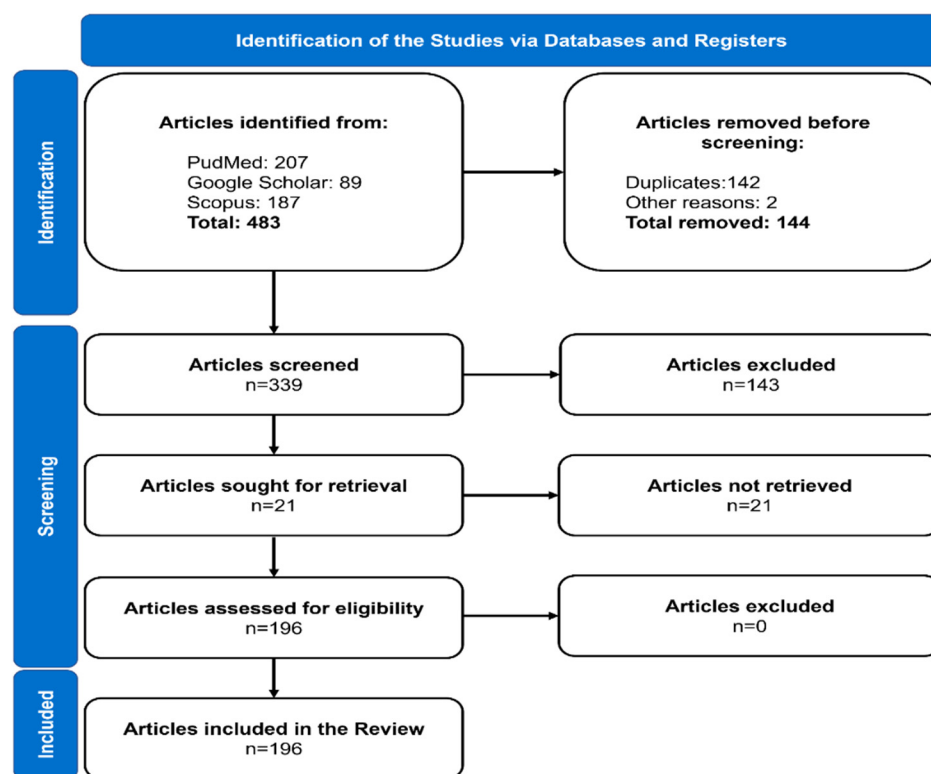 Identification of the Studies via Databases and Registers
Identification
Articles identified from:
PudMed: 207
Google Scholar: 89
Scopus: 187
Total: 483
Articles removed before
screening:
Duplicates:142
Other reasons: 2
Total removed: 144
Screening
Articles screened
n=339
Articles excluded
n=143
Articles sought for retrieval
n=21
Articles not retrieved
n=21
Articles assessed for eligibility
n=196
Articles excluded
n=0
Included
Articles included in the Review
n=196